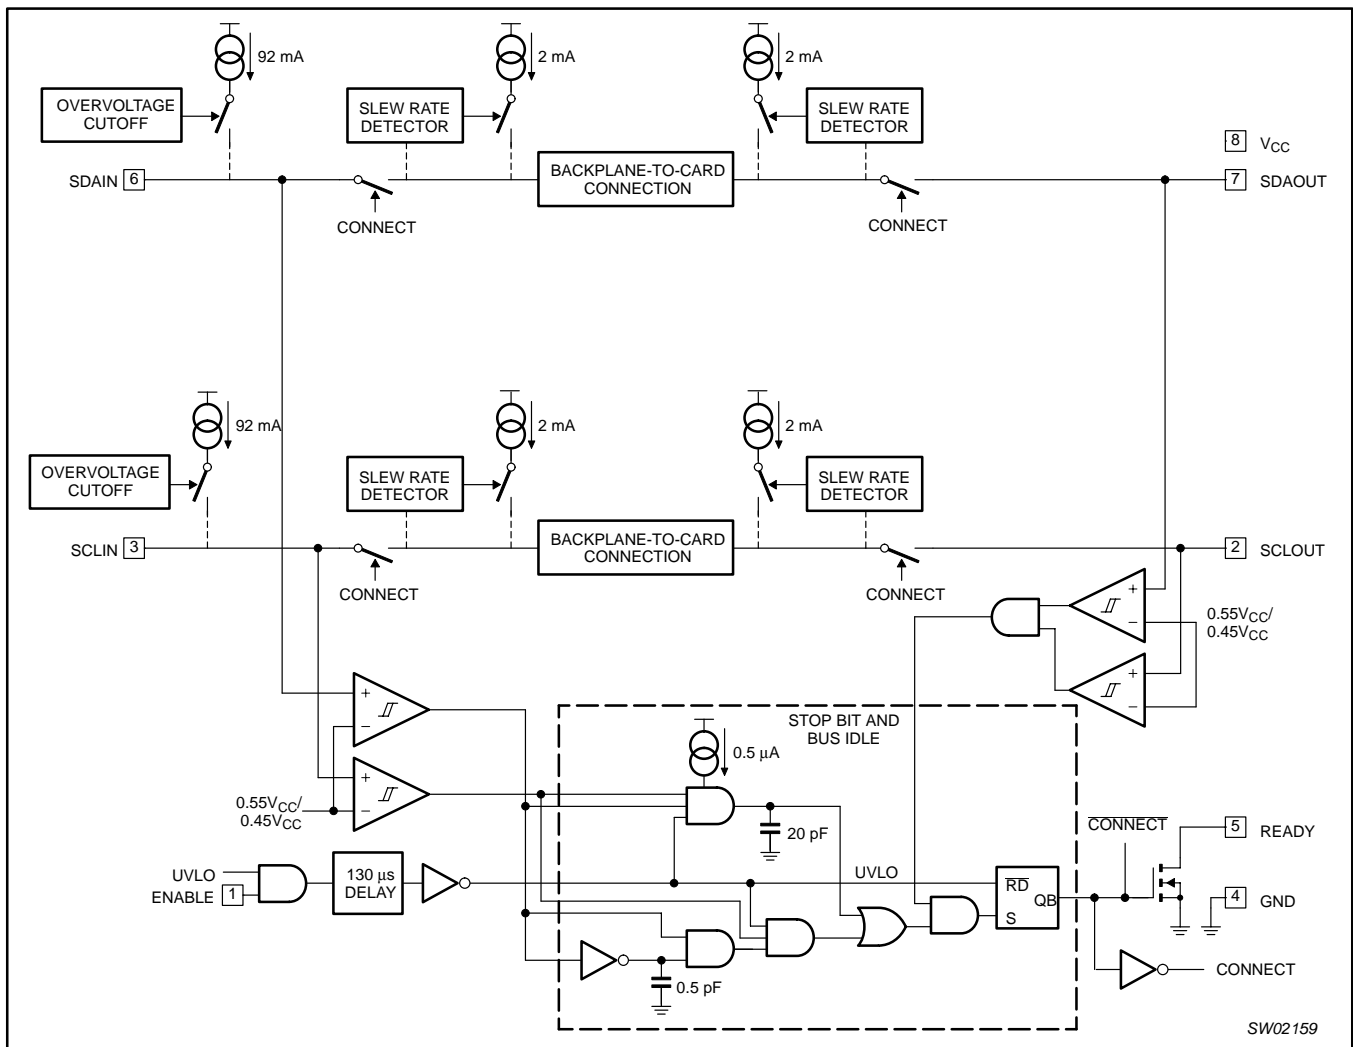 92 mA
2 mA
2 mA
OVERVOLTAGE
CUTOFF
SLEW RATE
DETECTOR
SLEW RATE
DETECTOR
8 VCC
SDAIN 6
BACKPLANE-TO-CARD
CONNECTION
7 SDAOUT
CONNECT
CONNECT
92 mA
2 mA
2 mA
OVERVOLTAGE
CUTOFF
SLEW RATE
DETECTOR
SLEW RATE
DETECTOR
SCLIN 3
BACKPLANE-TO-CARD
CONNECTION
2 SCLOUT
CONNECT
CONNECT
+
–
0.55VCC/
0.45VCC
+
–
+
–
STOP BIT AND
BUS IDLE
0.5 μA
+
–
0.55VCC/
0.45VCC
20 pF
CONNECT
5 READY
UVLO
ENABLE 1
130 μs
DELAY
UVLO
RD
QB
S
4 GND
0.5 pF
CONNECT
SW02159